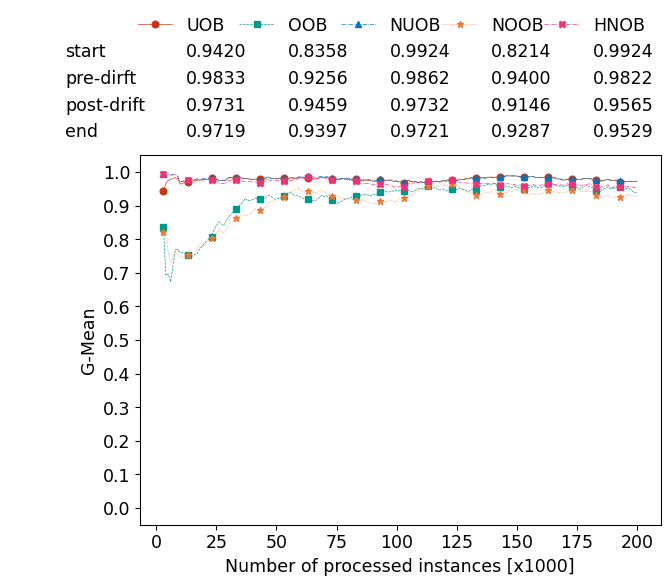 UOB OOB NUOB NOOB HNOB
start 0.9420 0.8358 0.9924 0.8214 0.9924
pre-dirft 0.9833 0.9256 0.9862 0.9400 0.9822
post-drift 0.9731 0.9459 0.9732 0.9146 0.9565
end 0.9719 0.9397 0.9721 0.9287 0.9529
1.0
0.9
0.8
0.7
0.6
0.5
0.4
0.3
0.2
0.1
0.0
G-Mean
0 25 50 75 100 125 150 175 200
Number of processed instances [x1000]